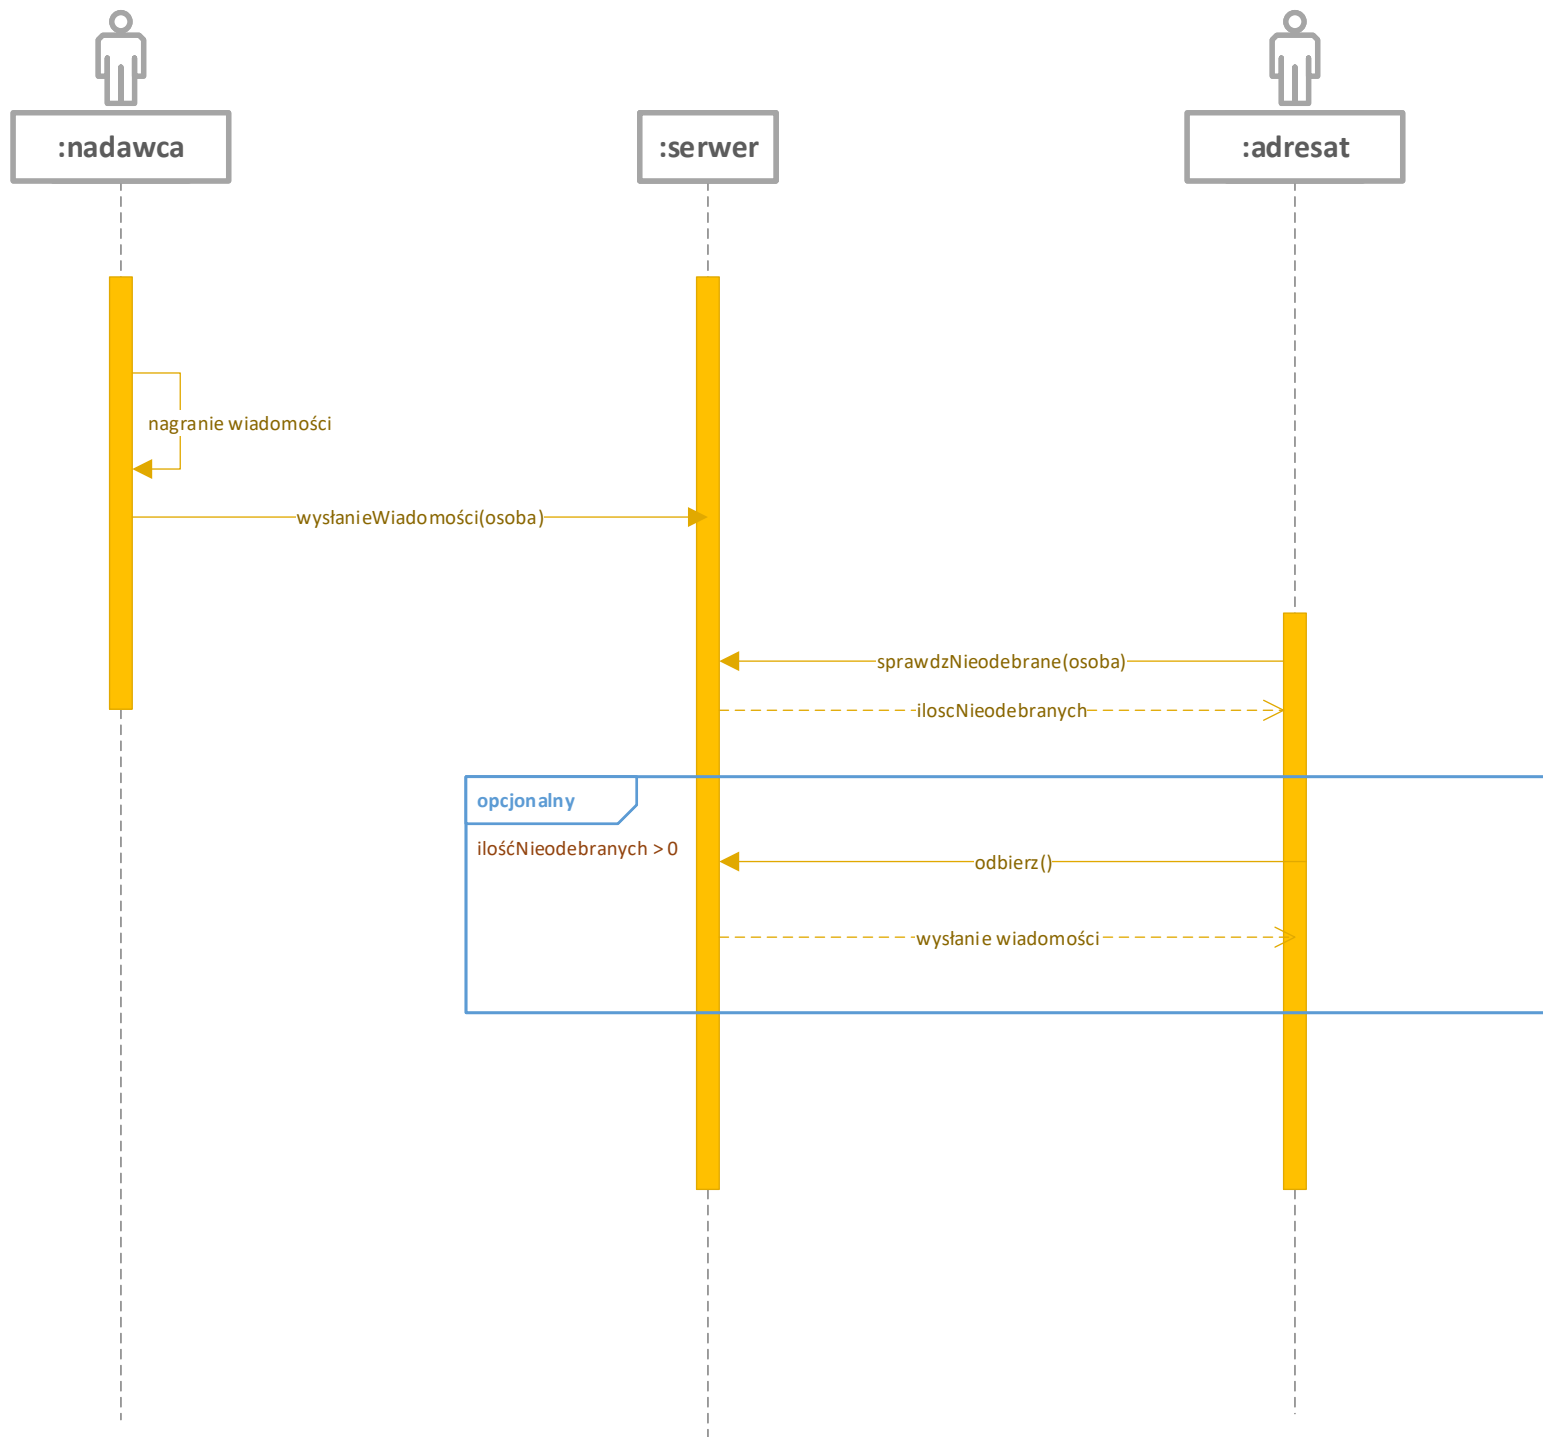 :nadawca
:serwer
:adresat
nagranie wiadomości
wysłanieWiadomości(osoba)
sprawdzNieodebrane(osoba)
iloscNieodebranych
opcjonalny
ilośćNieodebranych > 0
odbierz()
wysłanie wiadomości